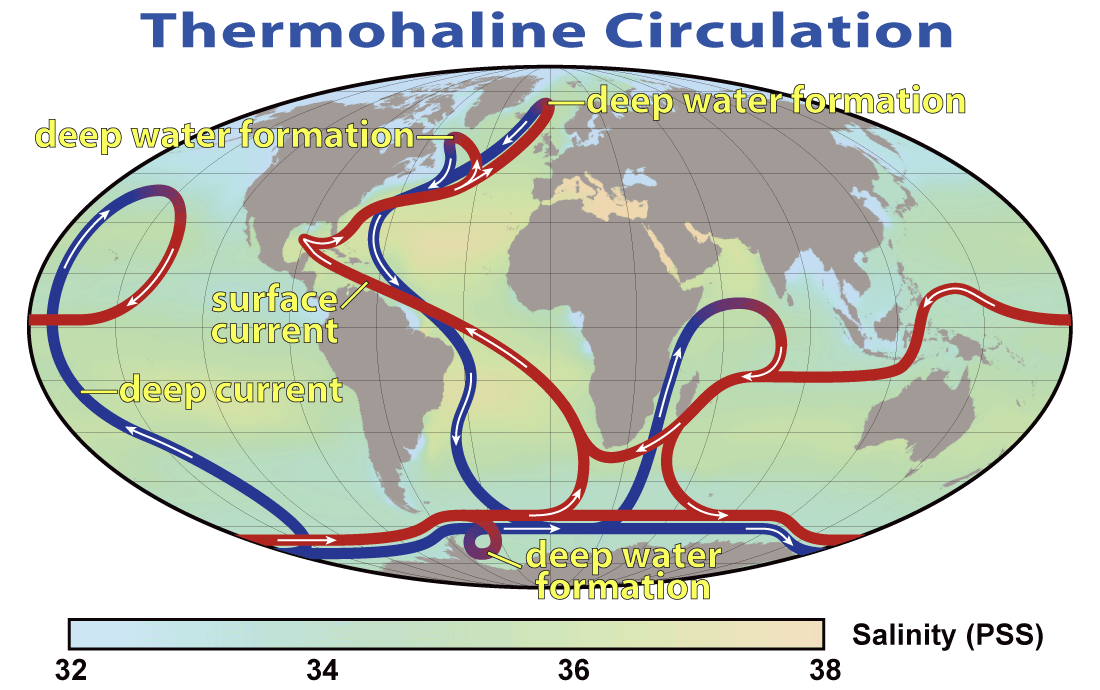 Thermohaline Circulation
deep water formation
deep water formation
surface
current
deep current
deep water
formation
Salinity (PSS)
32 34 36 38